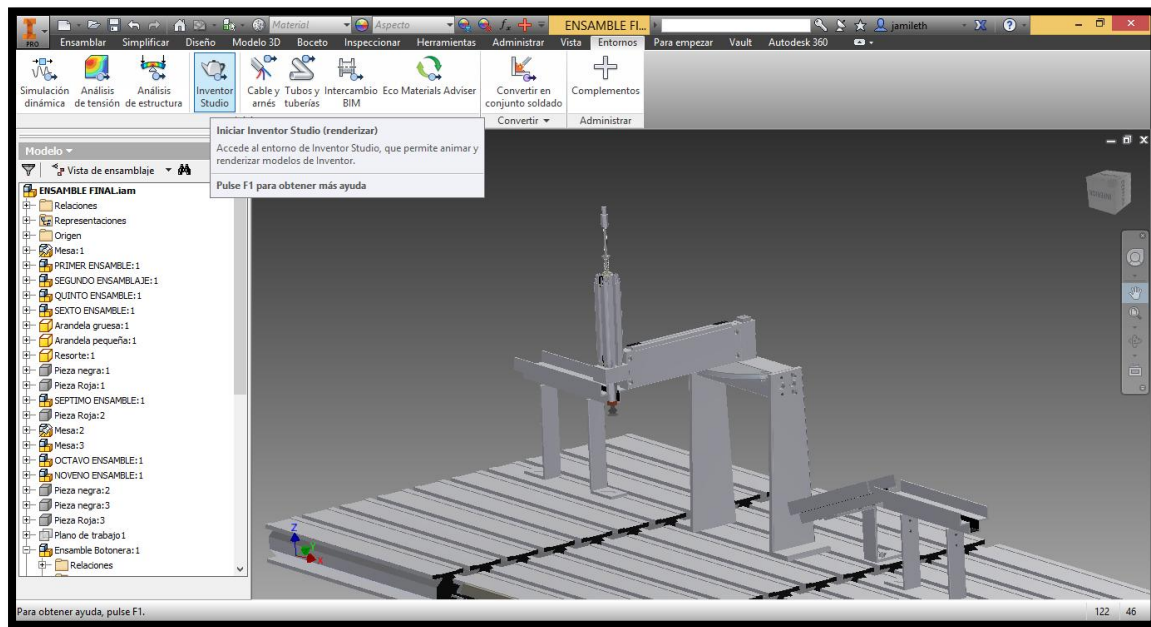 Material
Aspecto
ENSAMBLE FI...
jamileth
PRO
Ensamblar Simplificar Diseño Modelo 3D Boceto Inspeccionar Herramientas Administrar Vista Entornos Para empezar Vault Autodesk 360
Simulación dinámica
Análisis de tensión
Análisis de estructura
Inventor Studio
Cable y arnés
Tubos y tuberías
Intercambio BIM
Eco Materials Adviser
Convertir en conjunto soldado
Complementos
Convertir
Administrar
Iniciar Inventor Studio (renderizar)
Accede al entorno de Inventor Studio, que permite animar y
renderizar modelos de Inventor.
Pulse F1 para obtener más ayuda
Modelo
Vista de ensamblaje
ENSAMBLE FINAL.iam
Relaciones
Representaciones
Origen
Mesa:1
PRIMER ENSAMBLE:1
SEGUNDO ENSAMBLAJE:1
QUINTO ENSAMBLE:1
SEXTO ENSAMBLE:1
Arandela gruesa:1
Arandela pequeña:1
Resorte:1
Pieza negra:1
Pieza Roja:1
SEPTIMO ENSAMBLE:1
Pieza Roja:2
Mesa:2
Mesa:3
OCTAVO ENSAMBLE:1
NOVENO ENSAMBLE:1
Pieza negra:2
Pieza negra:3
Pieza Roja:3
Plano de trabajo1
Ensamble Botonera:1
Relaciones
Z
X
Para obtener ayuda, pulse F1.
122 46